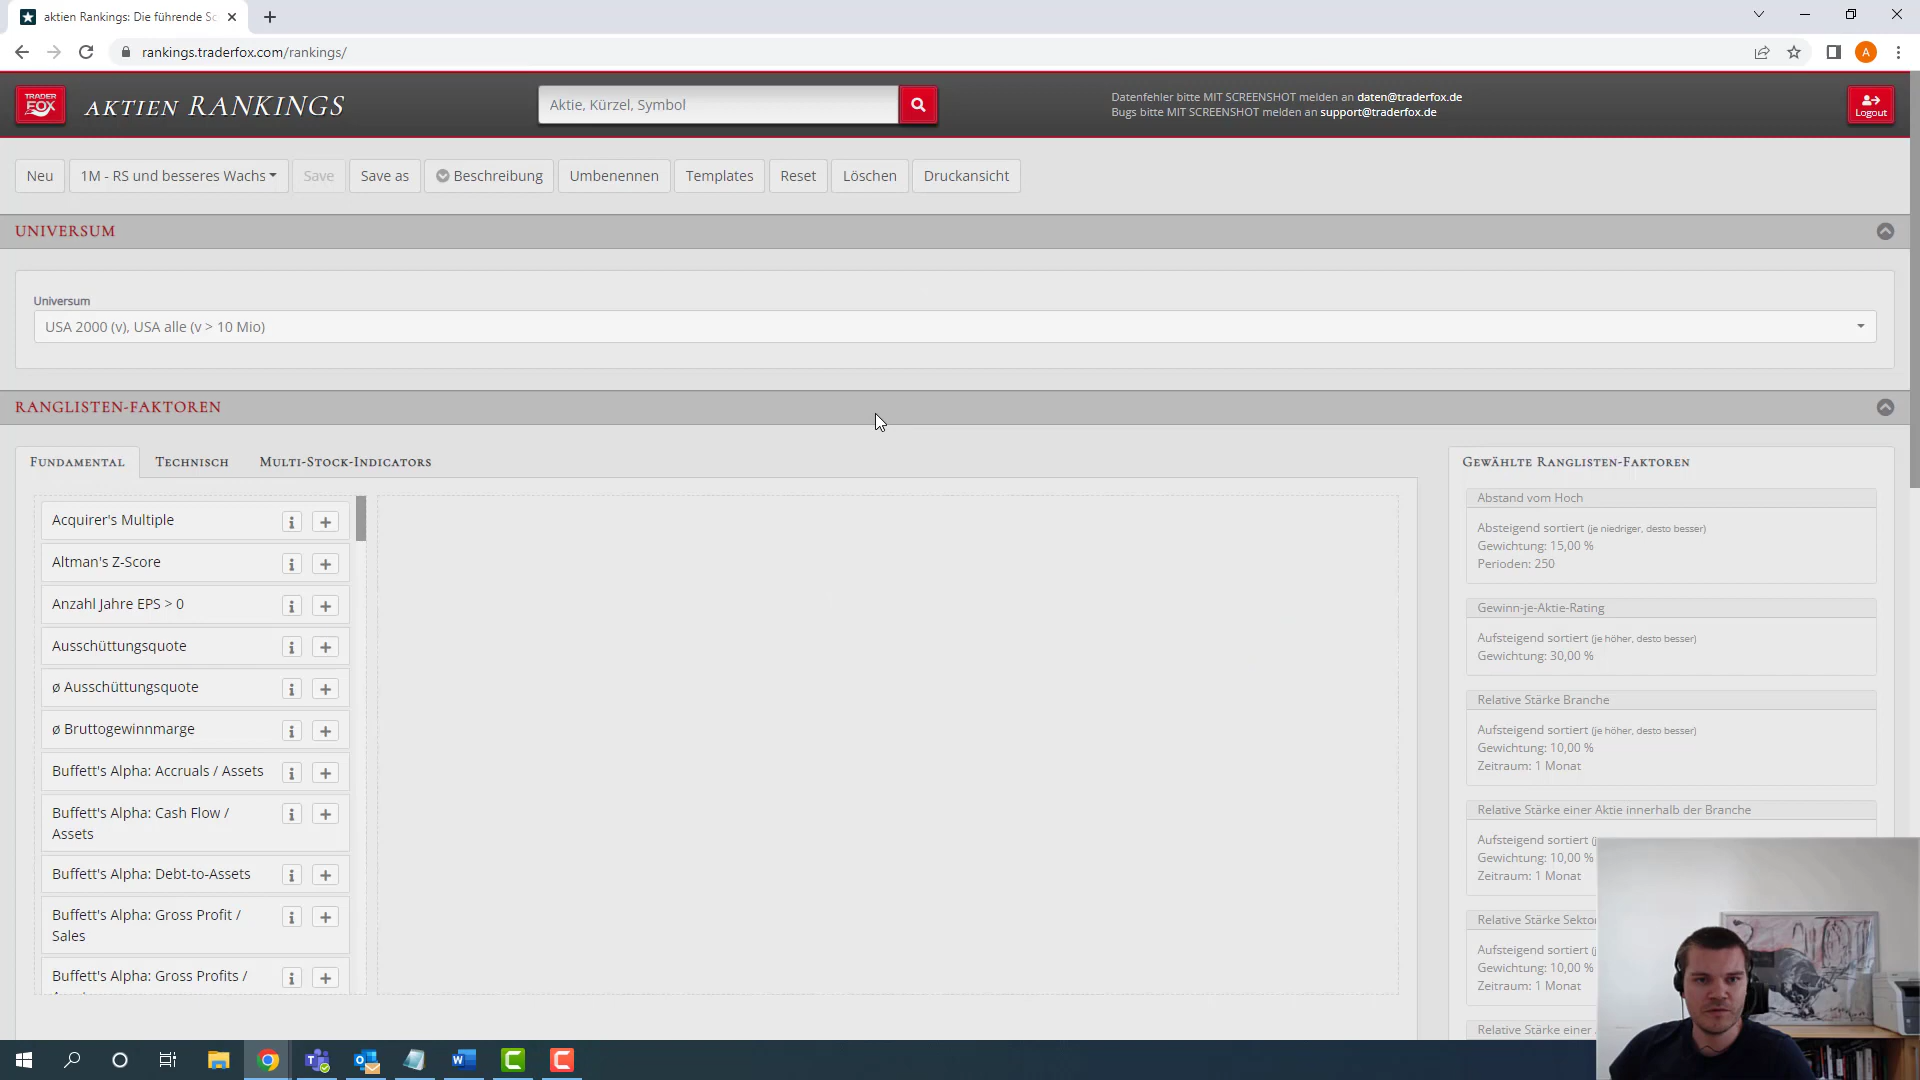 aktien Rankings: Die führende Sc
rankings.traderfox.com/rankings/
A
TRADER
FOX
AKTIEN RANKINGS
Aktie, Kürzel, Symbol
Datenfehler bitte MIT SCREENSHOT melden an daten@traderfox.de
Bugs bitte MIT SCREENSHOT melden an support@traderfox.de
Logout
Neu
1M - RS und besseres Wachs
Save
Save as
Beschreibung
Umbenennen
Templates
Reset
Löschen
Druckansicht
UNIVERSUM
Universum
USA 2000 (v), USA alle (v > 10 Mio)
RANGLISTEN-FAKTOREN
Fundamental
Technisch
Multi-Stock-Indicators
Acquirer's Multiple
Altman's Z-Score
Anzahl Jahre EPS > 0
Ausschüttungsquote
ø Ausschüttungsquote
ø Bruttogewinnmarge
Buffett's Alpha: Accruals / Assets
Buffett's Alpha: Cash Flow /
Assets
Buffett's Alpha: Debt-to-Assets
Buffett's Alpha: Gross Profit /
Sales
Buffett's Alpha: Gross Profits /
Gewählte Ranglisten-Faktoren
Abstand vom Hoch
Absteigend sortiert (je niedriger, desto besser)
Gewichtung: 15,00 %
Perioden: 250
Gewinn-je-Aktie-Rating
Aufsteigend sortiert (je höher, desto besser)
Gewichtung: 30,00 %
Relative Stärke Branche
Aufsteigend sortiert (je höher, desto besser)
Gewichtung: 10,00 %
Zeitraum: 1 Monat
Relative Stärke einer Aktie innerhalb der Branche
Aufsteigend sortiert (j
Gewichtung: 10,00 %
Zeitraum: 1 Monat
Relative Stärke Sekto
Aufsteigend sortiert (j
Gewichtung: 10,00 %
Zeitraum: 1 Monat
Relative Stärke einer